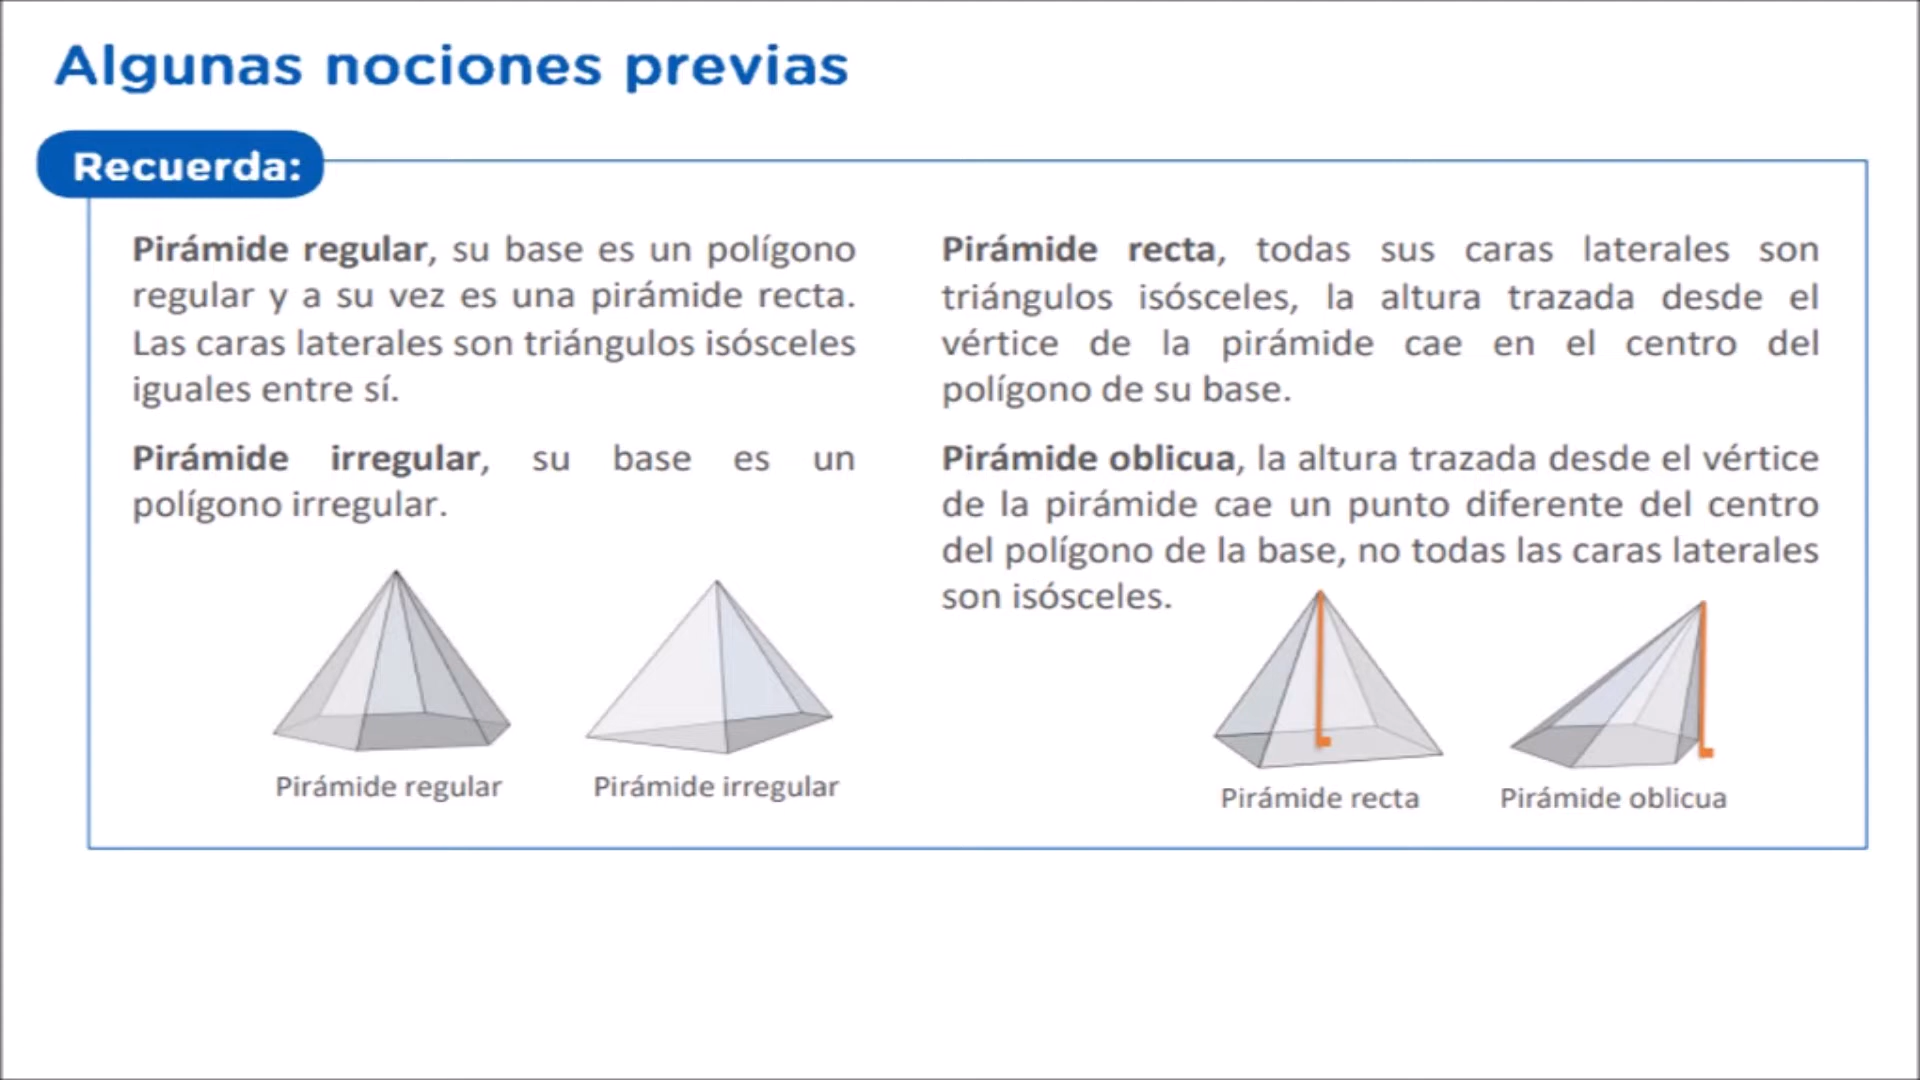 Algunas nociones previas
Recuerda:
Pirámide regular, su base es un polígono
regular y a su vez es una pirámide recta.
Las caras laterales son triángulos isósceles
iguales entre sí.
Pirámide irregular, su base es un
polígono irregular.
Pirámide regular
Pirámide irregular
Pirámide recta, todas sus caras laterales son
triángulos isósceles, la altura trazada desde el
vértice de la pirámide cae en el centro del
polígono de su base.
Pirámide oblicua, la altura trazada desde el vértice
de la pirámide cae un punto diferente del centro
del polígono de la base, no todas las caras laterales
son isósceles.
Pirámide recta
Pirámide oblicua